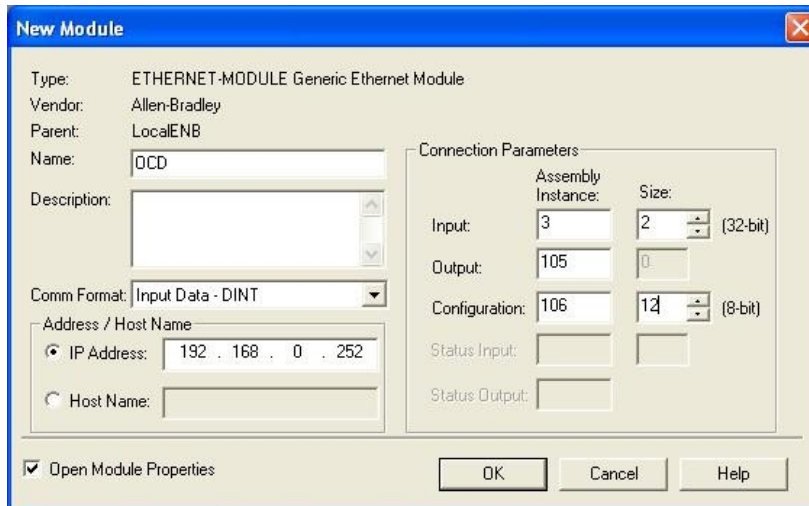 New Module
Type: ETHERNET-MODULE Generic Ethernet Module
Vendor: Allen-Bradley
Parent: LocalENB
Name: OCD
Description:
Comm Format: Input Data - DINT
Address / Host Name
IP Address: 192 . 168 . 0 . 252
Host Name:
Connection Parameters
Assembly
Instance: Size:
Input: 3 2 (32-bit)
Output: 105 0
Configuration: 106 12 (8-bit)
Status Input:
Status Output:
Open Module Properties
OK Cancel Help